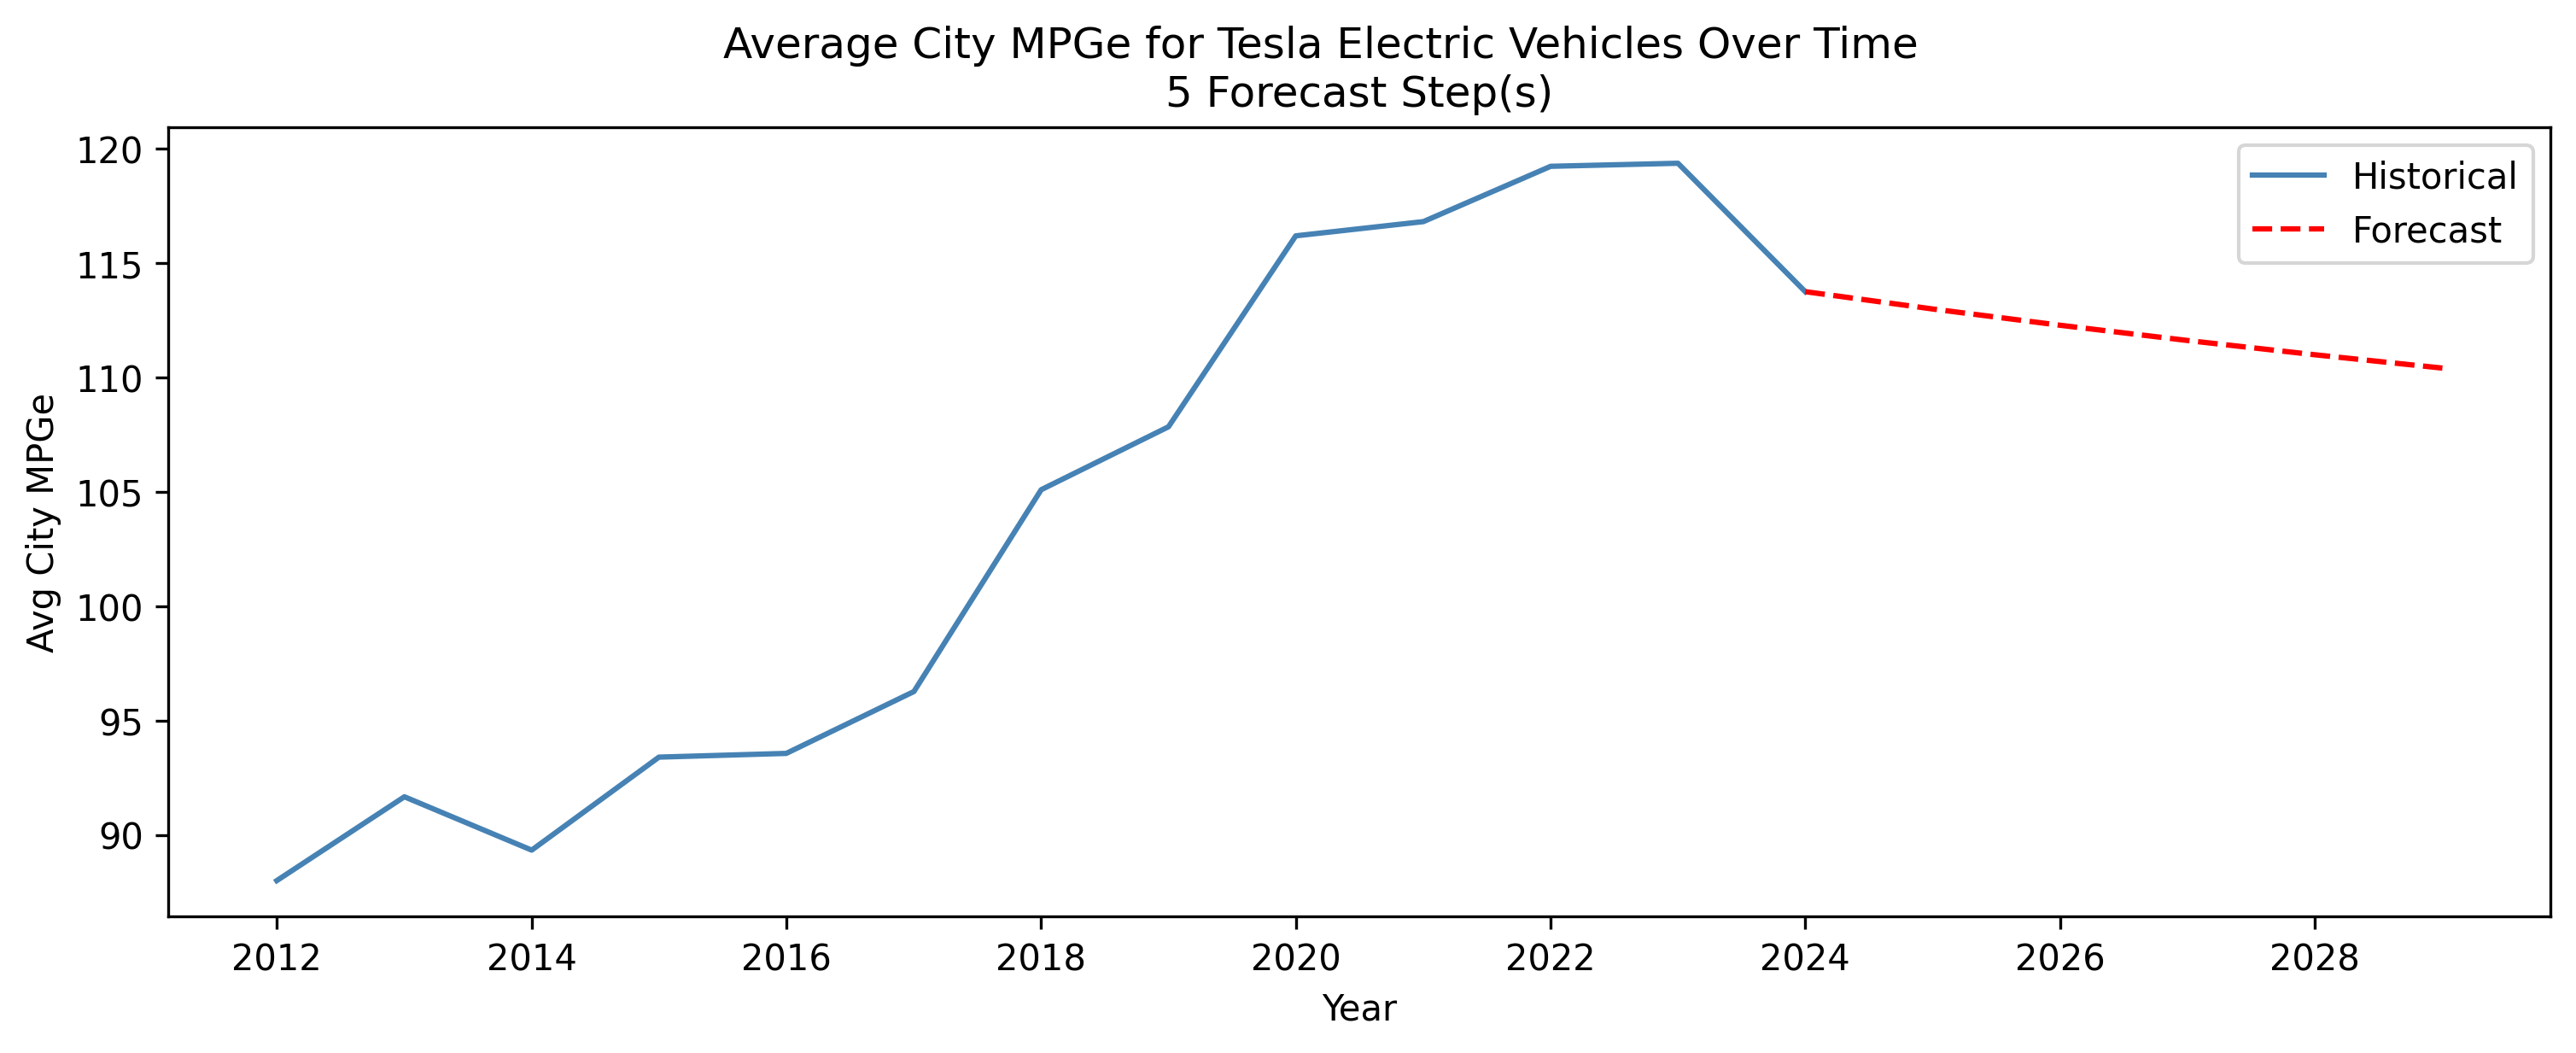 Average City MPGe for Tesla Electric Vehicles Over Time
5 Forecast Step(s)
Historical
Forecast
120
115
110
105
100
95
90
Avg City MPGe
2012
2014
2016
2018
2020
2022
2024
2026
2028
Year